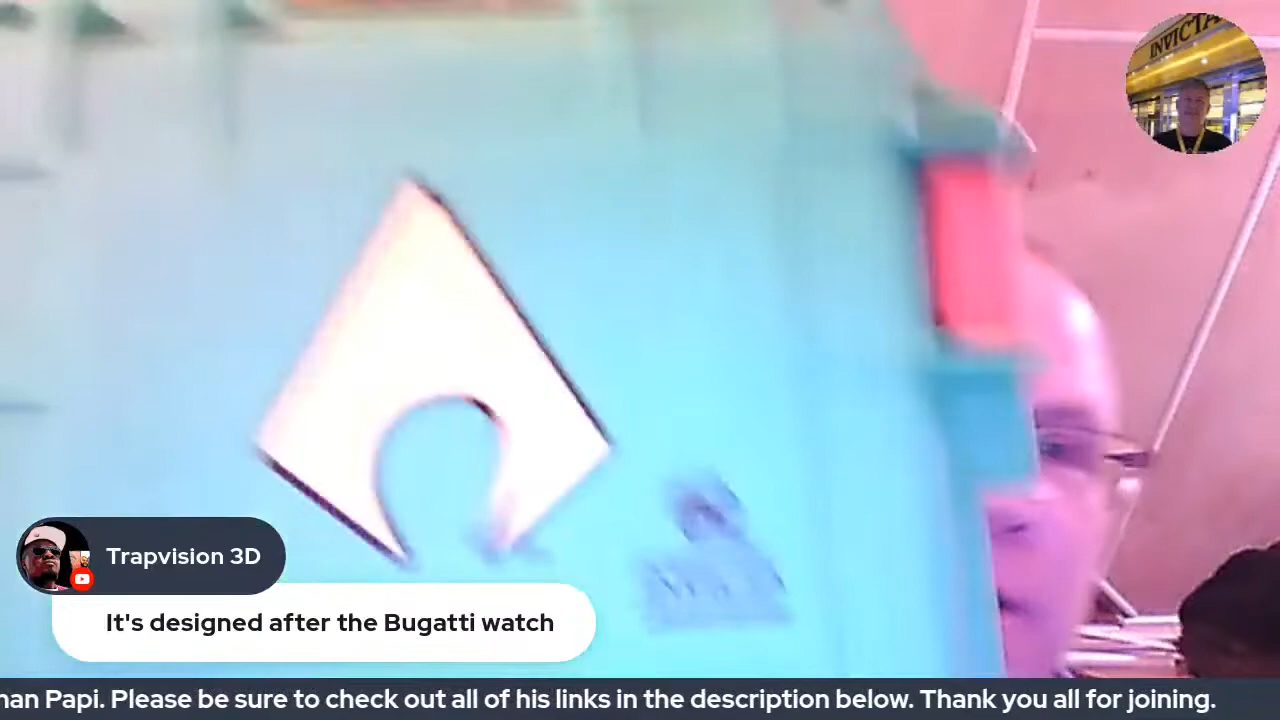 INVICTA
Trapvision 3D
It's designed after the Bugatti watch
nan Papi. Please be sure to check out all of his links in the description below. Thank you all for joining.